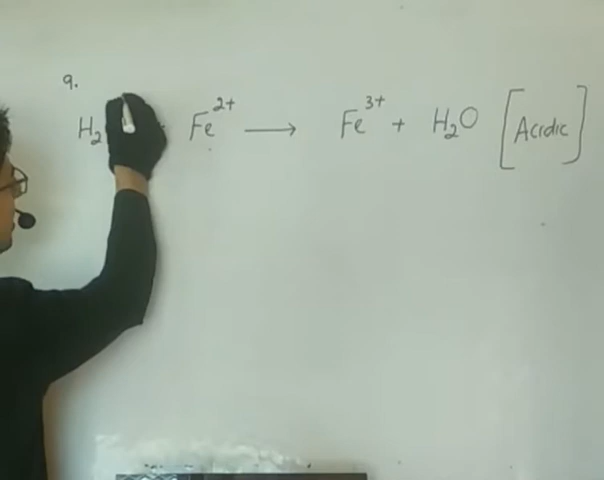 9.
H₂ Fe²⁺ ⟶ Fe³⁺ + H₂O [Acidic]